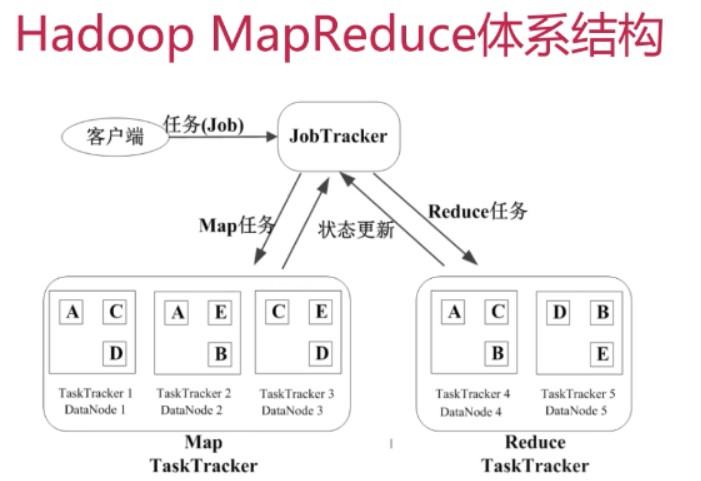 Hadoop MapReduce体系结构
客户端
任务(Job)
JobTracker
Map任务
状态更新
Reduce任务
A C
D
A E
B
C E
D
A C
B
D B
E
TaskTracker 1
DataNode 1
TaskTracker 2
DataNode 2
TaskTracker 3
DataNode 3
TaskTracker 4
DataNode 4
TaskTracker 5
DataNode 5
Map
TaskTracker
Reduce
TaskTracker